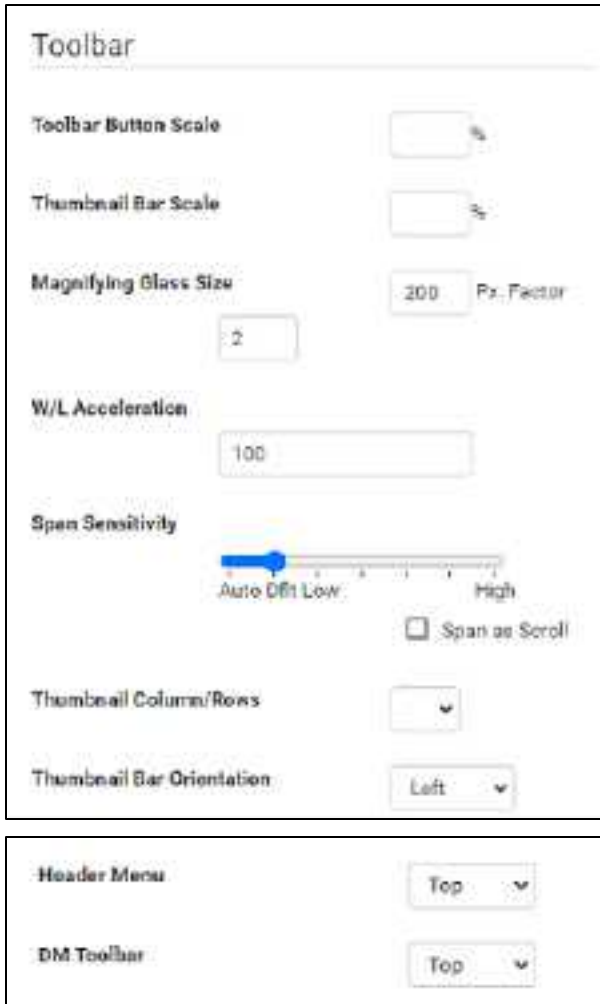 Toolbar
Toolbar Button Scale %
Thumbnail Bar Scale %
Magnifying Glass Size 200 Px. Factor
2
W/L Acceleration
100
Span Sensitivity
Auto Dflt Low High
Span as Scroll
Thumbnail Column/Rows
Thumbnail Bar Orientation Left
Header Menu Top
DM Toolbar Top